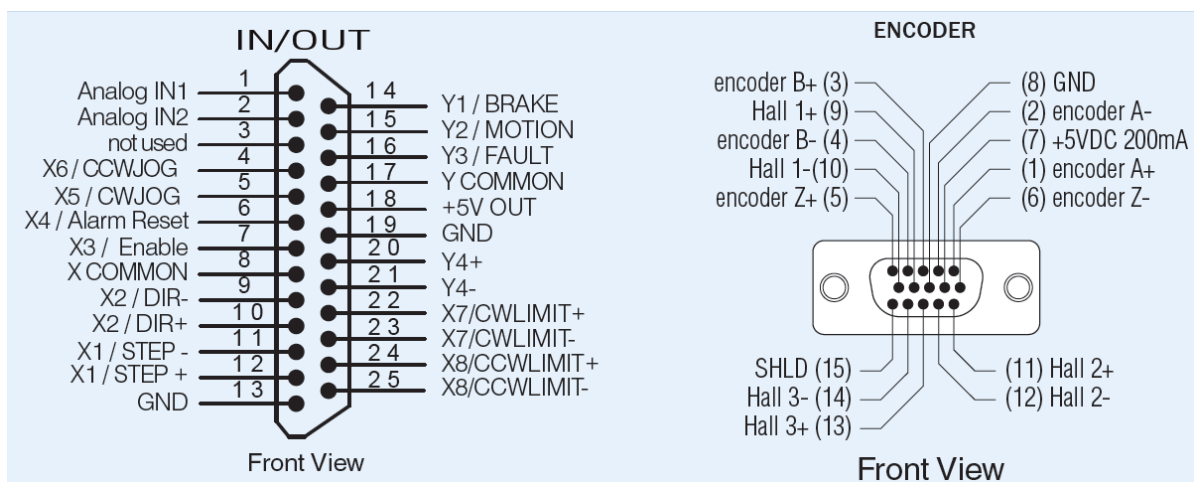 IN/OUT
1
Analog IN1
2
Analog IN2
3
not used
4
X6 / CCWJOG
5
X5 / CWJOG
6
X4 / Alarm Reset
7
X3 / Enable
8
X COMMON
9
X2 / DIR-
10
X2 / DIR+
11
X1 / STEP -
12
X1 / STEP +
13
GND
14
Y1 / BRAKE
15
Y2 / MOTION
16
Y3 / FAULT
17
Y COMMON
18
+5V OUT
19
GND
20
Y4+
21
Y4-
22
X7/CWLIMIT+
23
X7/CWLIMIT-
24
X8/CCWLIMIT+
25
X8/CCWLIMIT-
Front View
ENCODER
encoder B+ (3)
Hall 1+ (9)
encoder B- (4)
Hall 1-(10)
encoder Z+ (5)
(8) GND
(2) encoder A-
(7) +5VDC 200mA
(1) encoder A+
(6) encoder Z-
SHLD (15)
Hall 3- (14)
Hall 3+ (13)
(11) Hall 2+
(12) Hall 2-
Front View